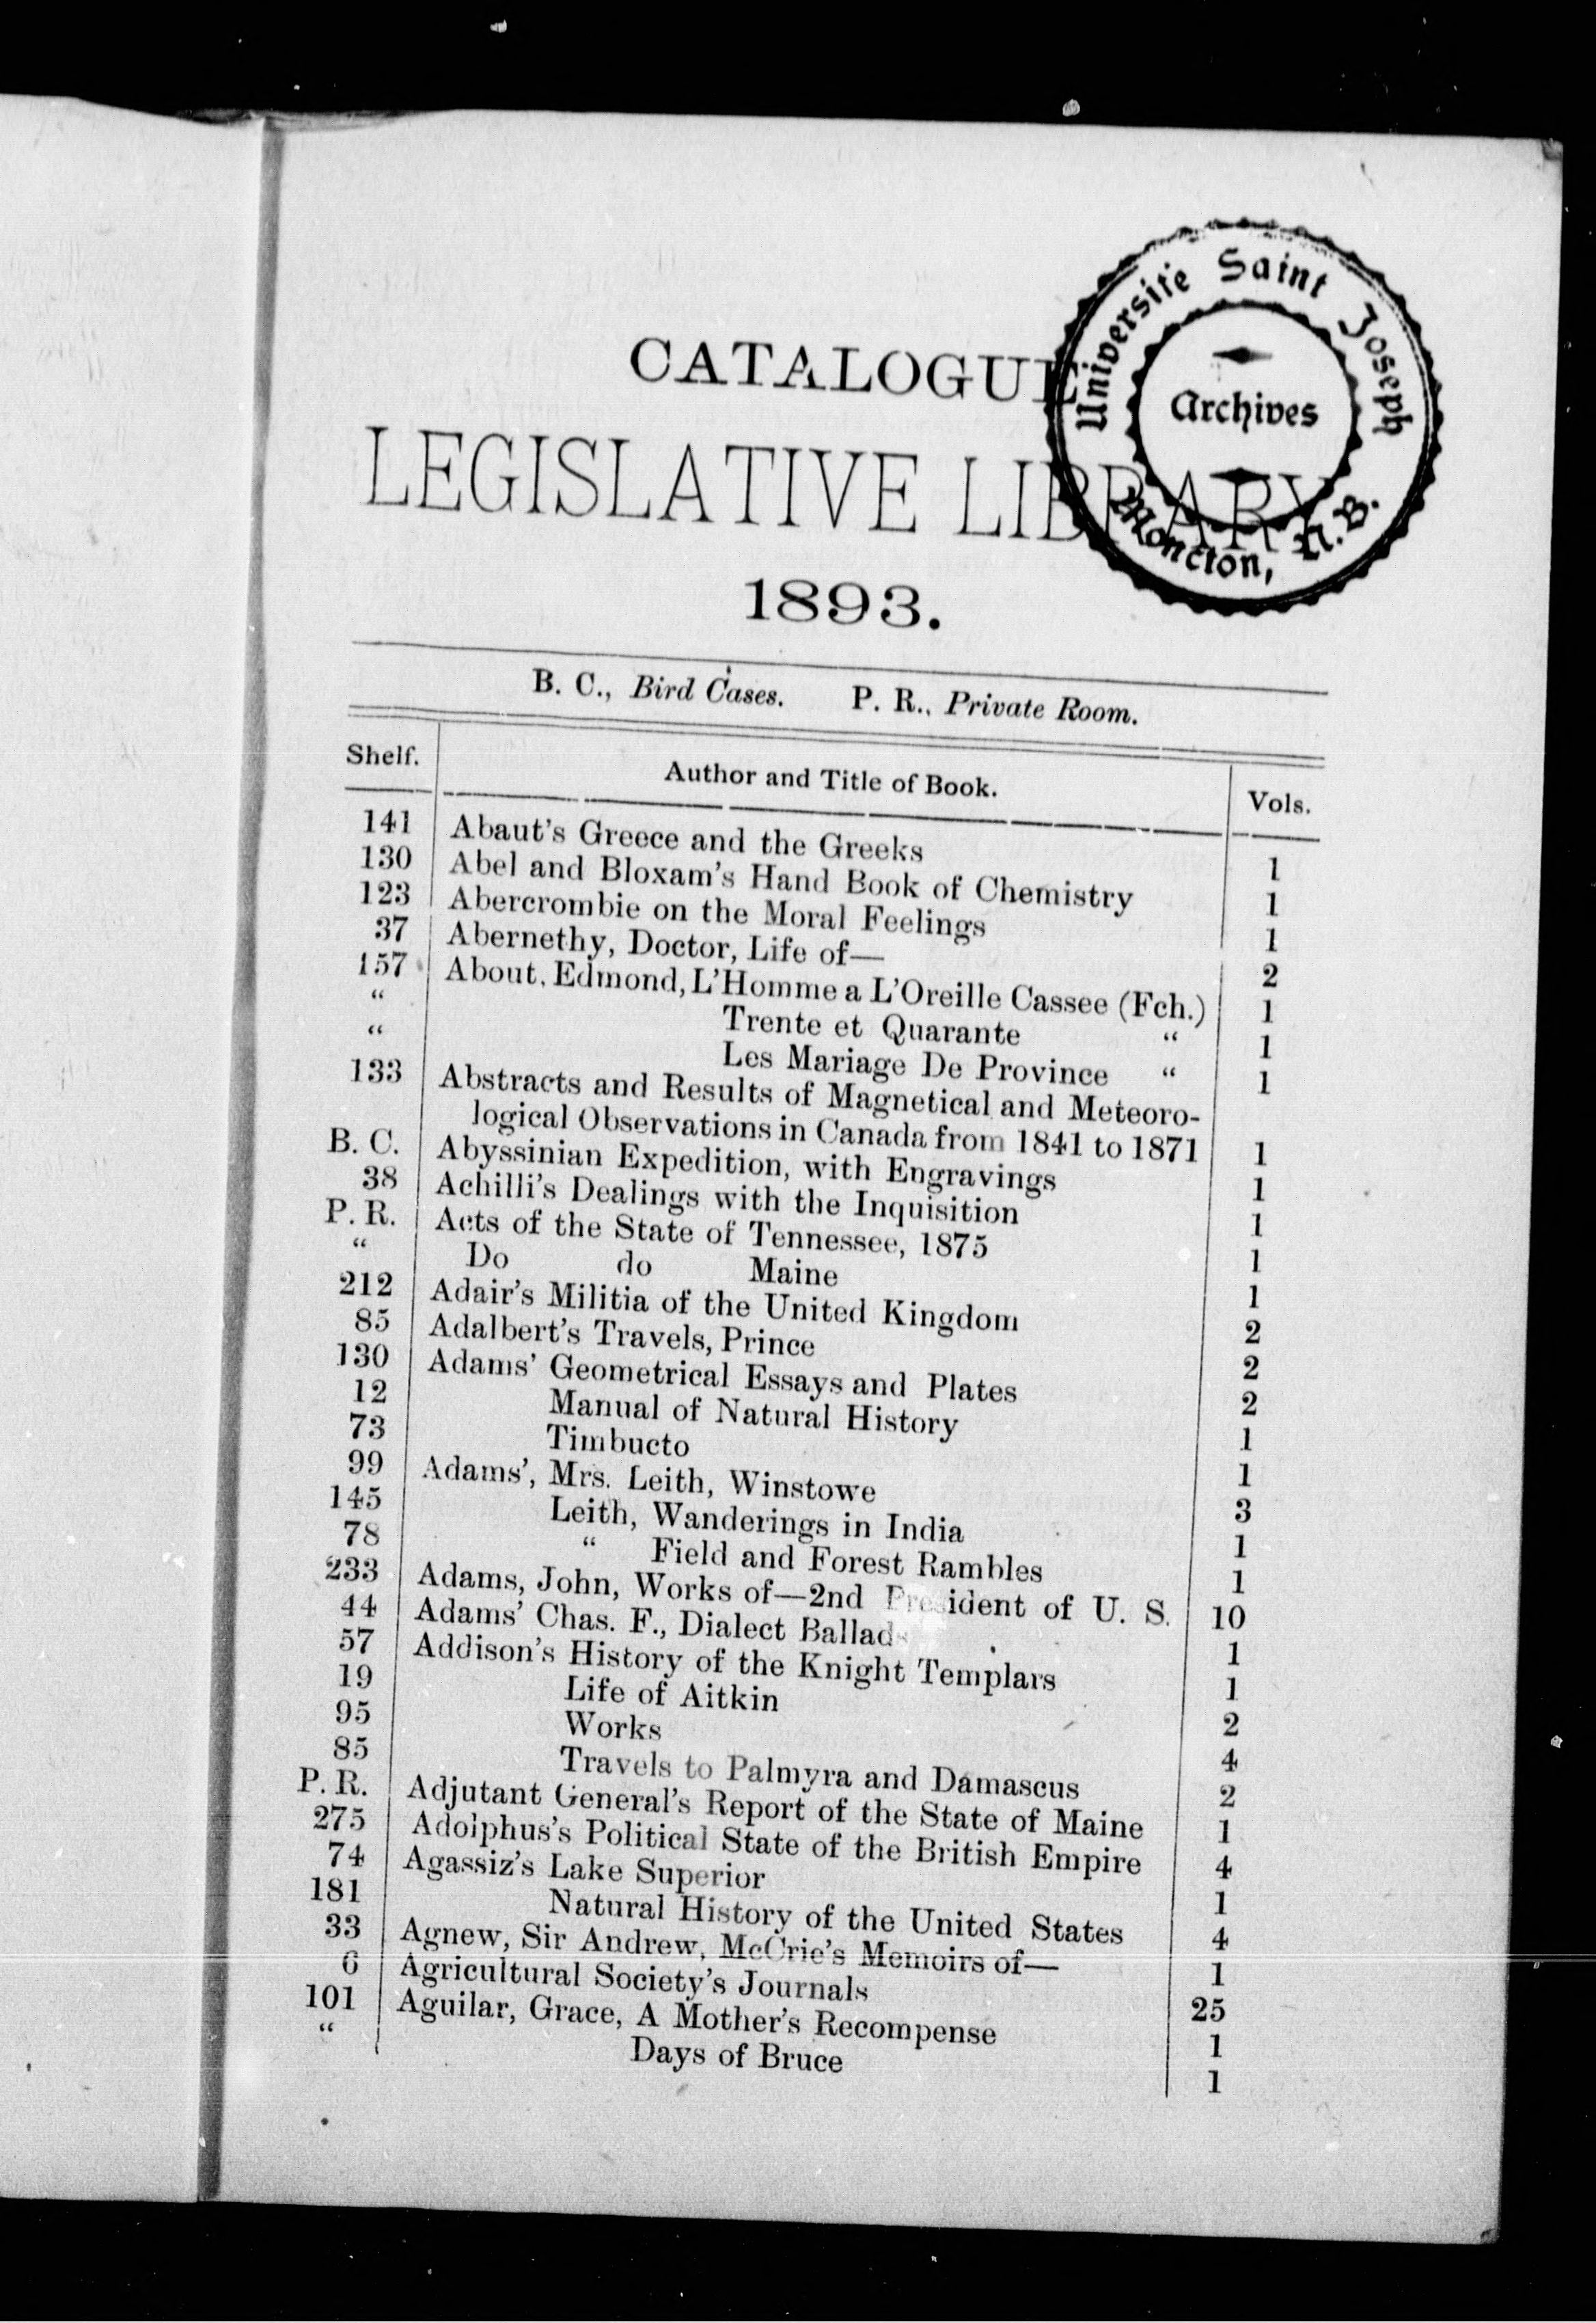 CATALOGUE
LEGISLATIVE LIBRARY
1893.
Université Saint Joseph
Archives
Moncton, N.B.
B. C., Bird Cases. P. R., Private Room.
Shelf. Author and Title of Book. Vols.
141 Abaut's Greece and the Greeks 1
130 Abel and Bloxam's Hand Book of Chemistry 1
123 Abercrombie on the Moral Feelings 1
37 Abernethy, Doctor, Life of— 2
157 About, Edmond, L'Homme a L'Oreille Cassee (Fch.) 1
“ Trente et Quarante “ 1
“ Les Mariage De Province “ 1
133 Abstracts and Results of Magnetical and Meteoro-
logical Observations in Canada from 1841 to 1871 1
B. C. Abyssinian Expedition, with Engravings 1
38 Achilli's Dealings with the Inquisition 1
P. R. Acts of the State of Tennessee, 1875 1
“ Do do Maine 1
212 Adair's Militia of the United Kingdom 2
85 Adalbert's Travels, Prince 2
130 Adams' Geometrical Essays and Plates 2
12 Manual of Natural History 1
73 Timbucto 1
99 Adams', Mrs. Leith, Winstowe 3
145 Leith, Wanderings in India 1
78 “ Field and Forest Rambles 1
233 Adams, John, Works of—2nd President of U. S. 10
44 Adams' Chas. F., Dialect Ballads 1
57 Addison's History of the Knight Templars 1
19 Life of Aitkin 2
95 Works 4
85 Travels to Palmyra and Damascus 2
P. R. Adjutant General's Report of the State of Maine 1
275 Adolphus's Political State of the British Empire 4
74 Agassiz's Lake Superior 1
181 Natural History of the United States 4
33 Agnew, Sir Andrew, McCrie's Memoirs of— 1
6 Agricultural Society's Journals 25
101 Aguilar, Grace, A Mother's Recompense 1
“ Days of Bruce 1